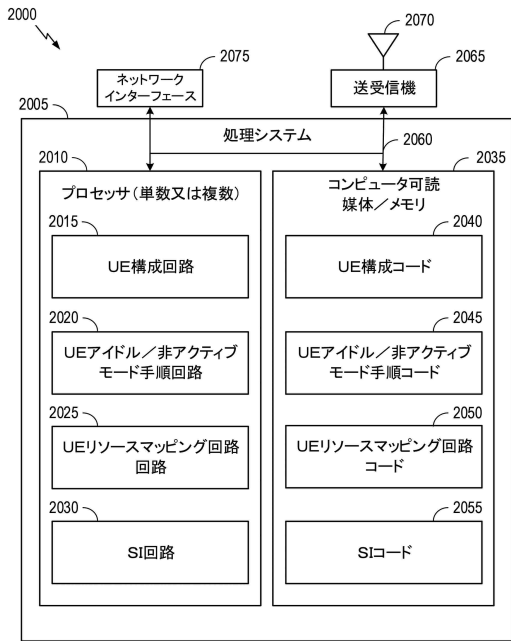 2000
2070
2075
2065
ネットワーク
インターフェース
送受信機
2005
処理システム
2060
2010
2035
プロセッサ(単数又は複数)
コンピュータ可読
媒体/メモリ
2015
UE構成回路
2040
UE構成コード
2020
UEアイドル/非アクティブ
モード手順回路
2045
UEアイドル/非アクティブ
モード手順コード
2025
UEリソースマッピング回路
回路
2050
UEリソースマッピング回路
コード
2030
SI回路
2055
SIコード